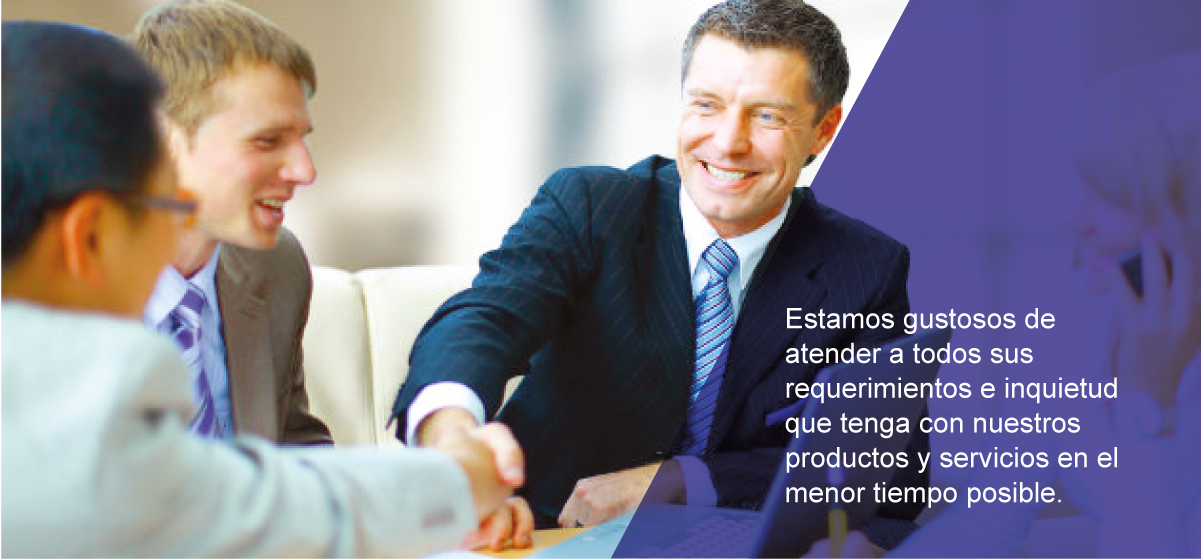 Estamos gustosos de
atender a todos sus
requerimientos e inquietud
que tenga con nuestros
productos y servicios en el
menor tiempo posible.